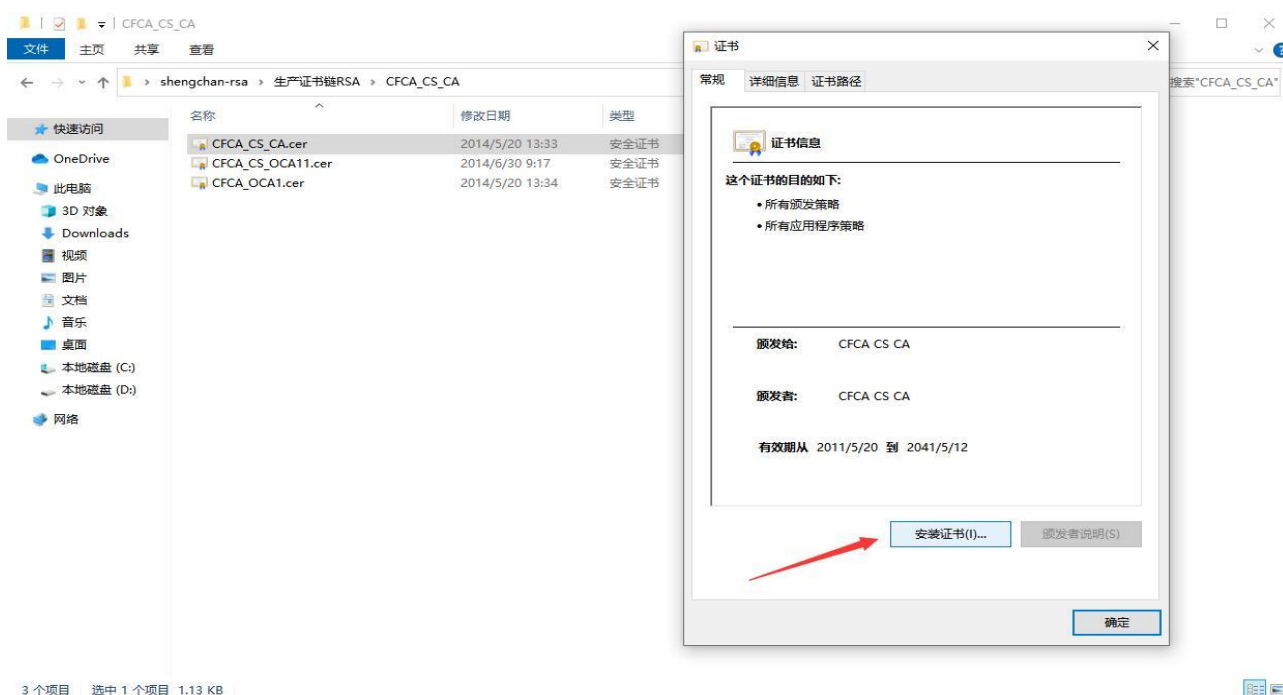 CFCA_CS_CA
文件 主页 共享 查看
shengchan-rsa › 生产证书链RSA › CFCA_CS_CA
搜索"CFCA_CS_CA"
名称 修改日期 类型
CFCA_CS_CA.cer 2014/5/20 13:33 安全证书
CFCA_CS_OCA11.cer 2014/6/30 9:17 安全证书
CFCA_OCA1.cer 2014/5/20 13:34 安全证书
快速访问
OneDrive
此电脑
3D 对象
Downloads
视频
图片
文档
音乐
桌面
本地磁盘 (C:)
本地磁盘 (D:)
网络
3 个项目 选中 1 个项目 1.13 KB
证书
常规 详细信息 证书路径
证书信息
这个证书的目的如下:
•所有颁发策略
•所有应用程序策略
颁发给: CFCA CS CA
颁发者: CFCA CS CA
有效期从 2011/5/20 到 2041/5/12
安装证书(I)... 颁发者说明(S)
确定